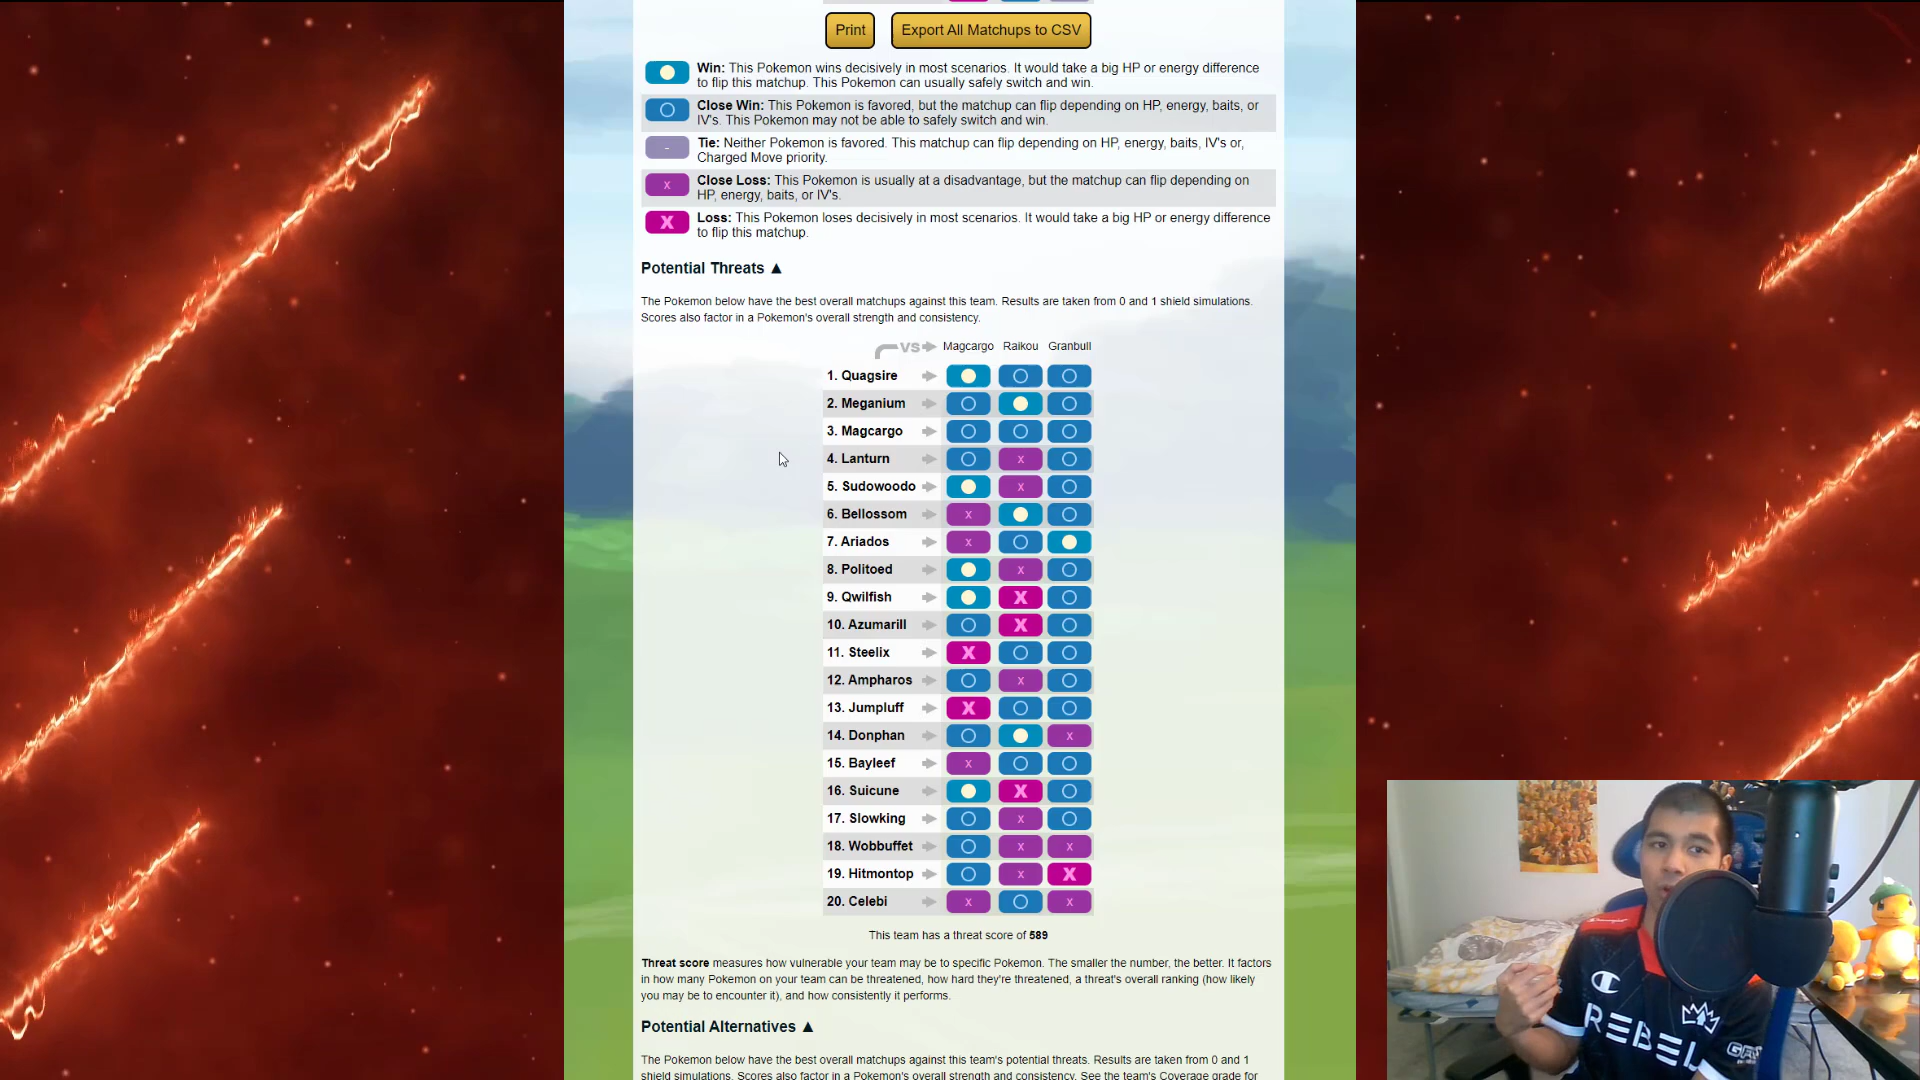 Print
Export All Matchups to CSV
Win: This Pokemon wins decisively in most scenarios. It would take a big HP or energy difference
to flip this matchup. This Pokemon can usually safely switch and win.
Close Win: This Pokemon is favored, but the matchup can flip depending on HP, energy, baits, or
IV's. This Pokemon may not be able to safely switch and win.
- Tie: Neither Pokemon is favored. This matchup can flip depending on HP, energy, baits, IV's or,
Charged Move priority.
x Close Loss: This Pokemon is usually at a disadvantage, but the matchup can flip depending on
HP, energy, baits, or IV's.
X Loss: This Pokemon loses decisively in most scenarios. It would take a big HP or energy difference
to flip this matchup.
Potential Threats ▲
The Pokemon below have the best overall matchups against this team. Results are taken from 0 and 1 shield simulations.
Scores also factor in a Pokemon's overall strength and consistency.
VS Magcargo Raikou Granbull
1. Quagsire
2. Meganium
3. Magcargo
4. Lanturn x
5. Sudowoodo x
6. Bellossom x
7. Ariados x
8. Politoed x
9. Qwilfish X
10. Azumarill X
11. Steelix X
12. Ampharos x
13. Jumpluff X
14. Donphan x
15. Bayleef x
16. Suicune X
17. Slowking x
18. Wobbuffet x x
19. Hitmontop x X
20. Celebi x x
This team has a threat score of 589
Threat score measures how vulnerable your team may be to specific Pokemon. The smaller the number, the better. It factors
in how many Pokemon on your team can be threatened, how hard they're threatened, a threat's overall ranking (how likely
you may be to encounter it), and how consistently it performs.
Potential Alternatives ▲
The Pokemon below have the best overall matchups against this team's potential threats. Results are taken from 0 and 1
shield simulations. Scores also factor in a Pokemon's overall strength and consistency. See the team's Coverage grade for
REBEL